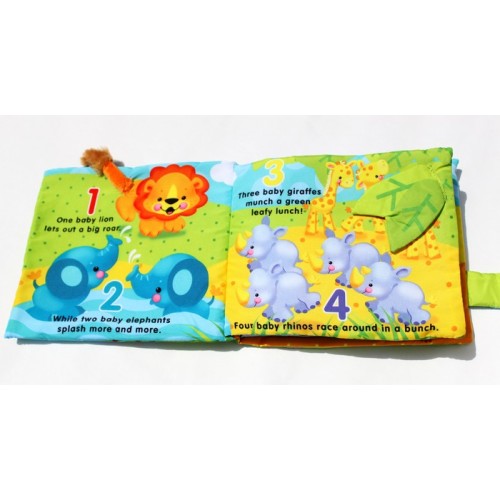 1
One baby lion
lets out a big roar.
2
While two baby elephants
splash more and more.
3
Three baby giraffes
munch a green
leafy lunch!
4
Four baby rhinos race around in a bunch.